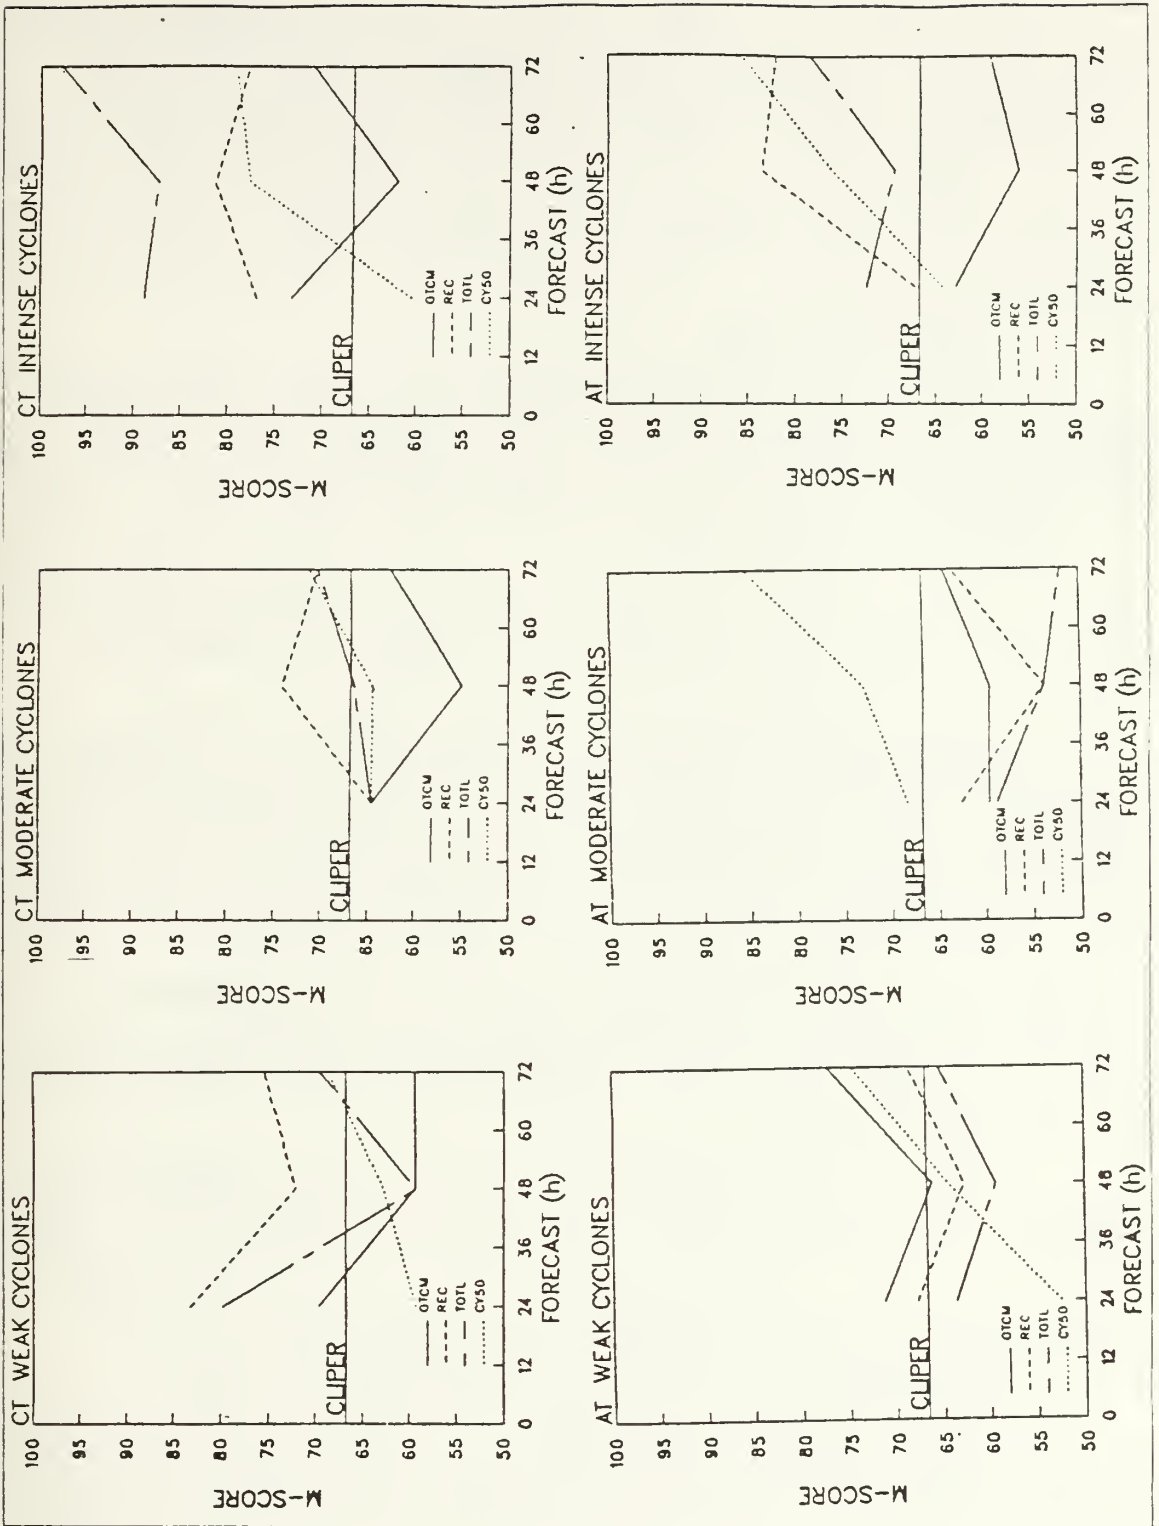 CT WEAK CYCLONES
100
95
90
85
80
75
70
65
60
55
50
M-SCORE
CLIPER
OTCM
REC
TOTL
CY50
0 12 24 36 48 60 72
FORECAST (h)
CT MODERATE CYCLONES
100
95
90
85
80
75
70
65
60
55
50
M-SCORE
CLIPER
OTCM
REC
TOTL
CY50
0 12 24 36 48 60 72
FORECAST (h)
CT INTENSE CYCLONES
100
95
90
85
80
75
70
65
60
55
50
M-SCORE
CLIPER
OTCM
REC
TOTL
CY50
0 12 24 36 48 60 72
FORECAST (h)
AT WEAK CYCLONES
100
95
90
85
80
75
70
65
60
55
50
M-SCORE
CLIPER
OTCM
REC
TOTL
CY50
0 12 24 36 48 60 72
FORECAST (h)
AT MODERATE CYCLONES
100
95
90
85
80
75
70
65
60
55
50
M-SCORE
CLIPER
OTCM
REC
TOTL
CY50
0 12 24 36 48 60 72
FORECAST (h)
AT INTENSE CYCLONES
100
95
90
85
80
75
70
65
60
55
50
M-SCORE
CLIPER
OTCM
REC
TOTL
CY50
0 12 24 36 48 60 72
FORECAST (h)